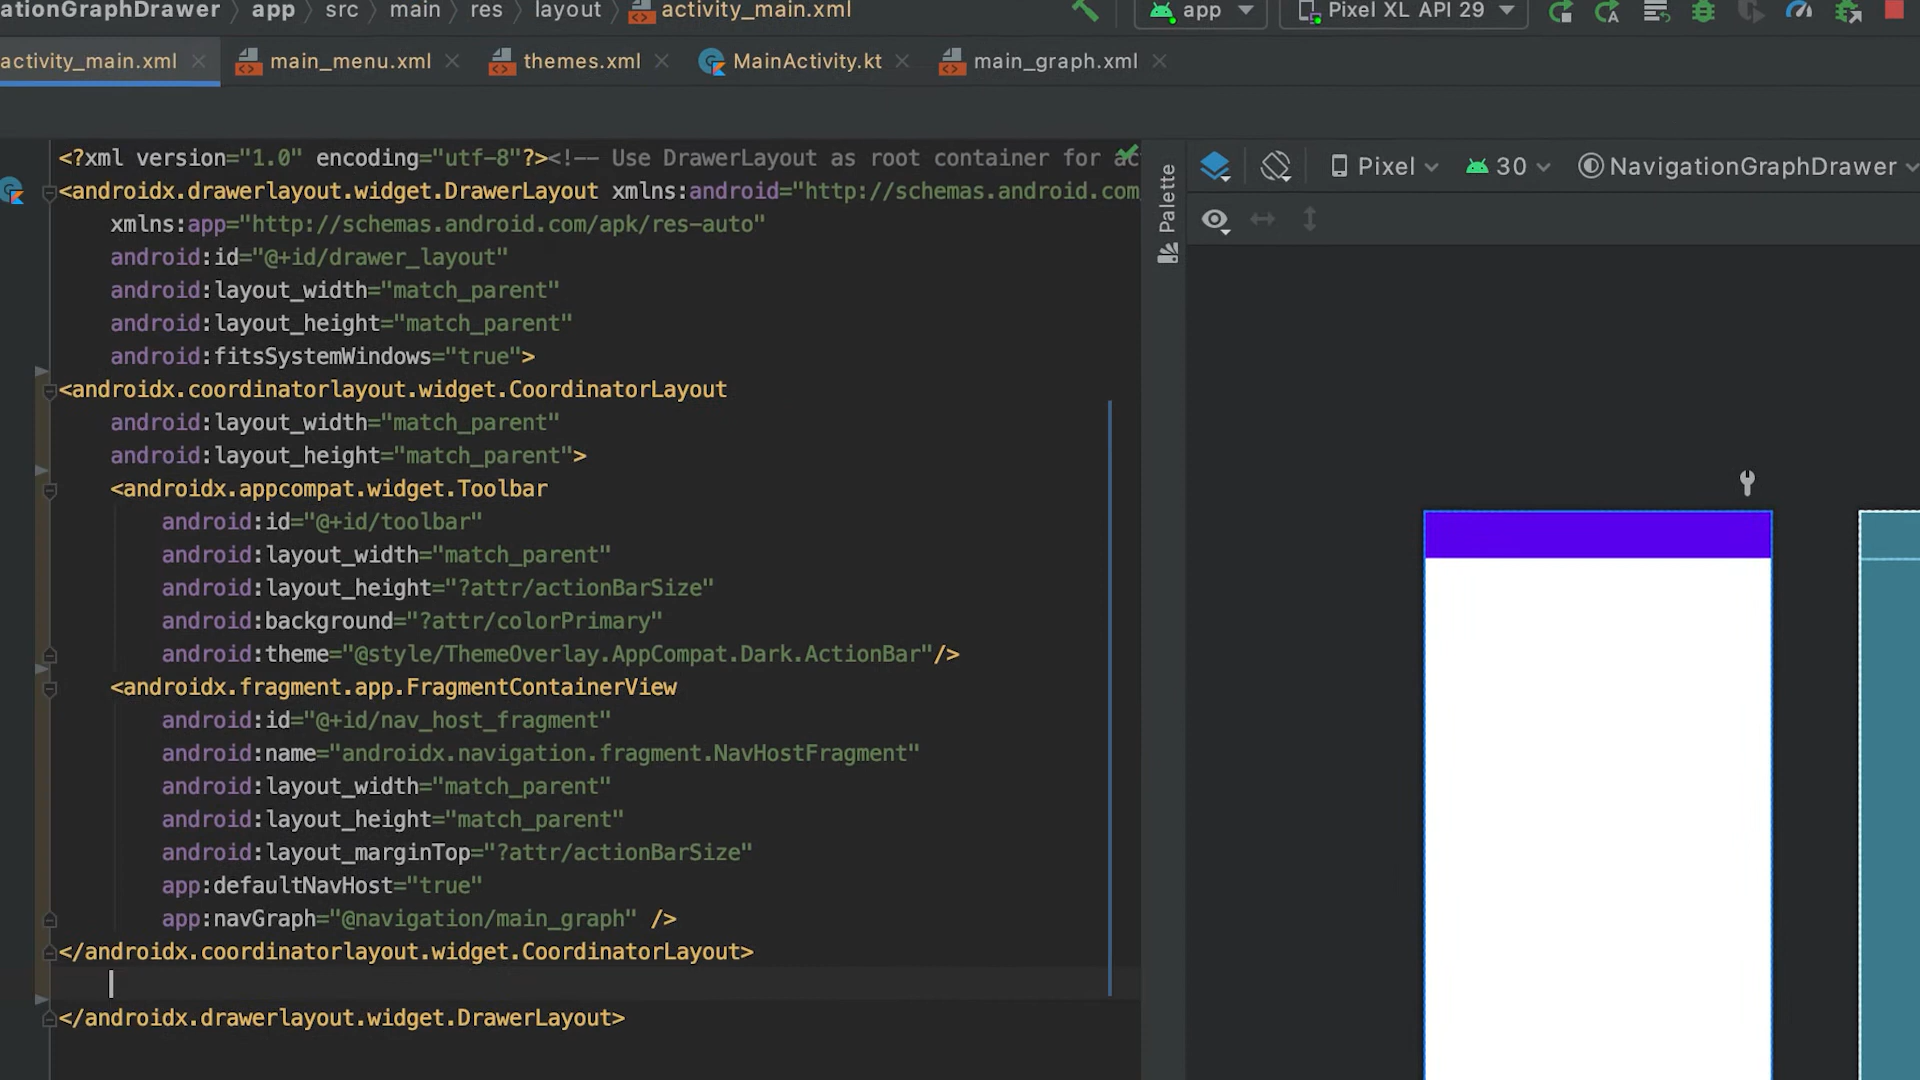 ationGraphDrawer app src main res layout activity_main.xml app Pixel XL API 29
activity_main.xml main_menu.xml themes.xml MainActivity.kt main_graph.xml
<?xml version="1.0" encoding="utf-8"?><!-- Use DrawerLayout as root container for ac
<androidx.drawerlayout.widget.DrawerLayout xmlns:android="http://schemas.android.com
xmlns:app="http://schemas.android.com/apk/res-auto"
android:id="@+id/drawer_layout"
android:layout_width="match_parent"
android:layout_height="match_parent"
android:fitsSystemWindows="true">
<androidx.coordinatorlayout.widget.CoordinatorLayout
android:layout_width="match_parent"
android:layout_height="match_parent">
<androidx.appcompat.widget.Toolbar
android:id="@+id/toolbar"
android:layout_width="match_parent"
android:layout_height="?attr/actionBarSize"
android:background="?attr/colorPrimary"
android:theme="@style/ThemeOverlay.AppCompat.Dark.ActionBar"/>
<androidx.fragment.app.FragmentContainerView
android:id="@+id/nav_host_fragment"
android:name="androidx.navigation.fragment.NavHostFragment"
android:layout_width="match_parent"
android:layout_height="match_parent"
android:layout_marginTop="?attr/actionBarSize"
app:defaultNavHost="true"
app:navGraph="@navigation/main_graph" />
</androidx.coordinatorlayout.widget.CoordinatorLayout>
</androidx.drawerlayout.widget.DrawerLayout>
Palette
Pixel 30 NavigationGraphDrawer